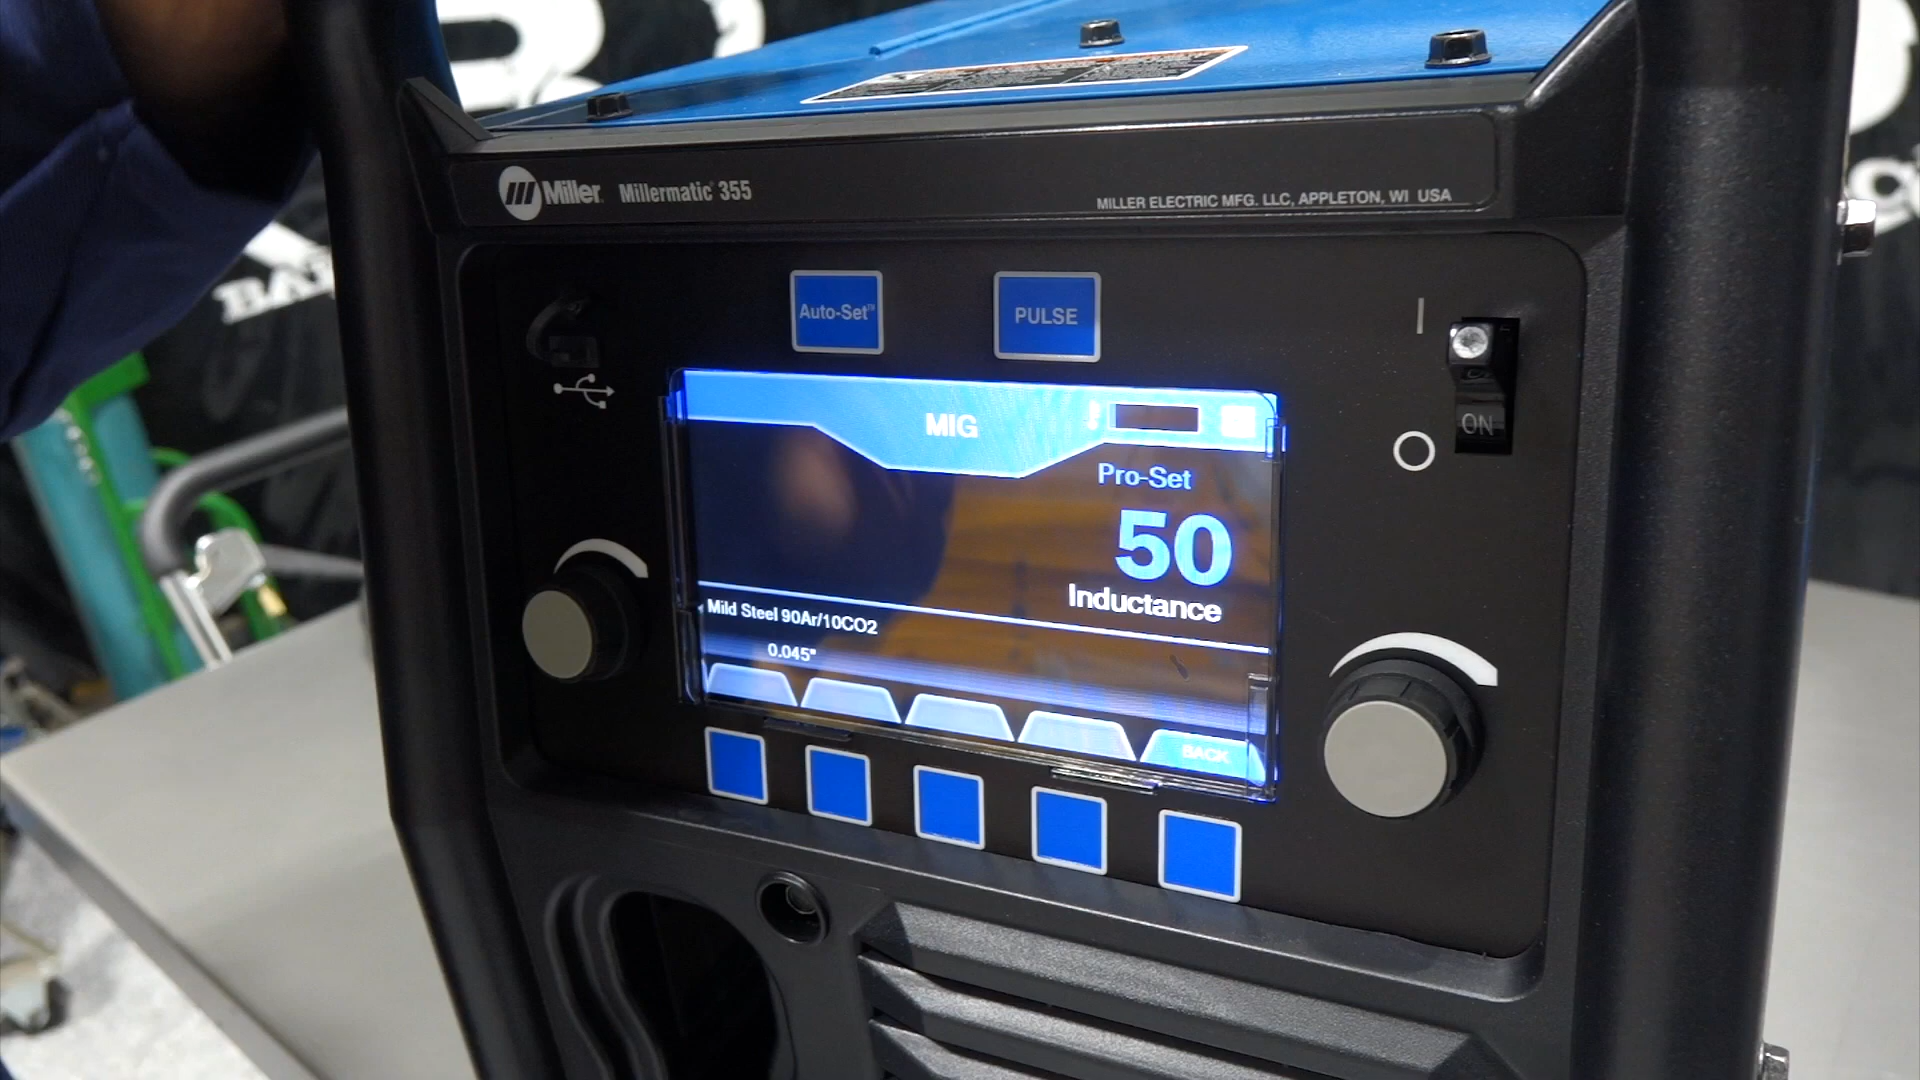 Miller Millermatic 355
MILLER ELECTRIC MFG. LLC, APPLETON, WI USA
Auto-Set™
PULSE
ON
MIG
Pro-Set
50
Inductance
Mild Steel 90Ar/10CO2
0.045"
BACK